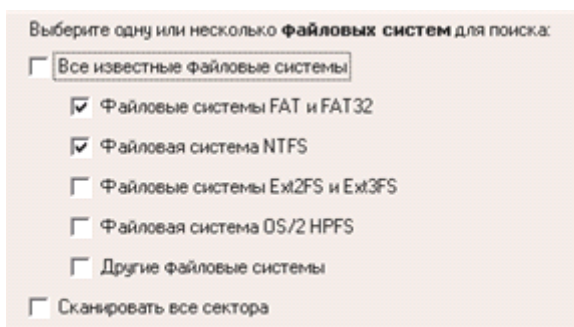 Выберите одну или несколько файловых систем для поиска:
Все известные файловые системы
Файловые системы FAT и FAT32
Файловая система NTFS
Файловые системы Ext2FS и Ext3FS
Файловая система OS/2 HPFS
Другие файловые системы
Сканировать все сектора